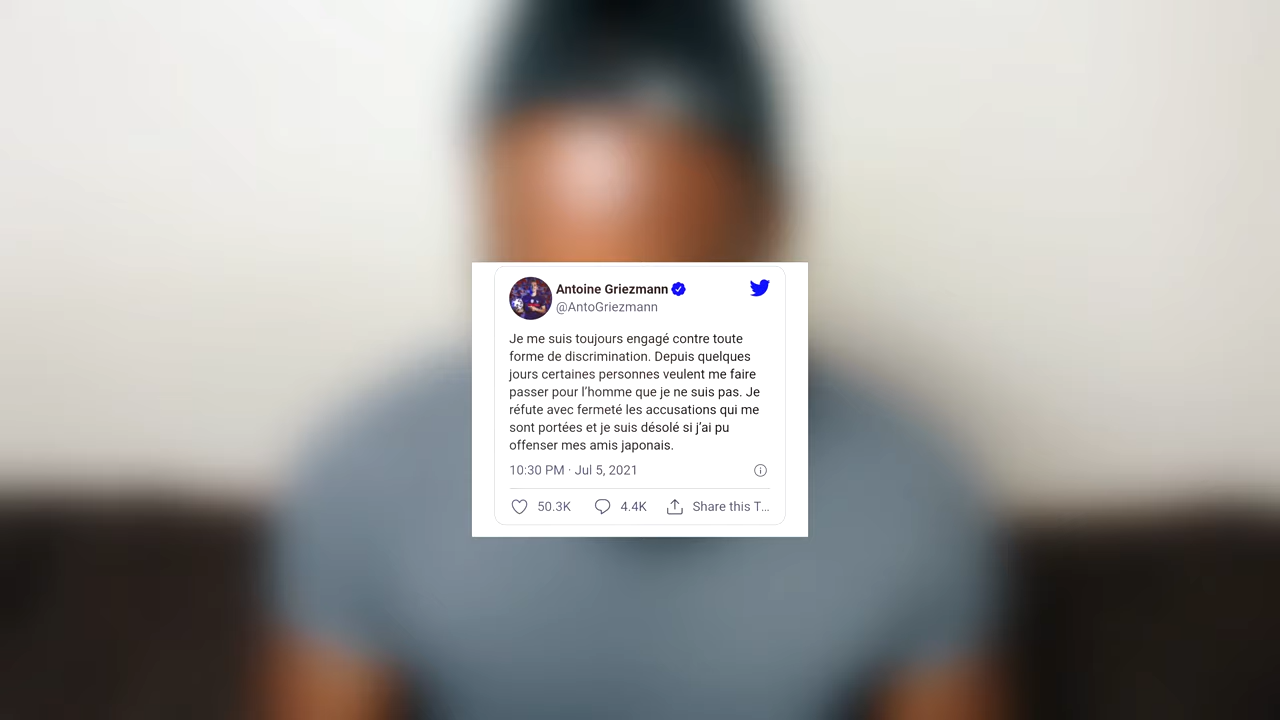 Antoine Griezmann
@AntoGriezmann
Je me suis toujours engagé contre toute
forme de discrimination. Depuis quelques
jours certaines personnes veulent me faire
passer pour l’homme que je ne suis pas. Je
réfute avec fermeté les accusations qui me
sont portées et je suis désolé si j’ai pu
offenser mes amis japonais.
10:30 PM · Jul 5, 2021
50.3K 4.4K Share this T...